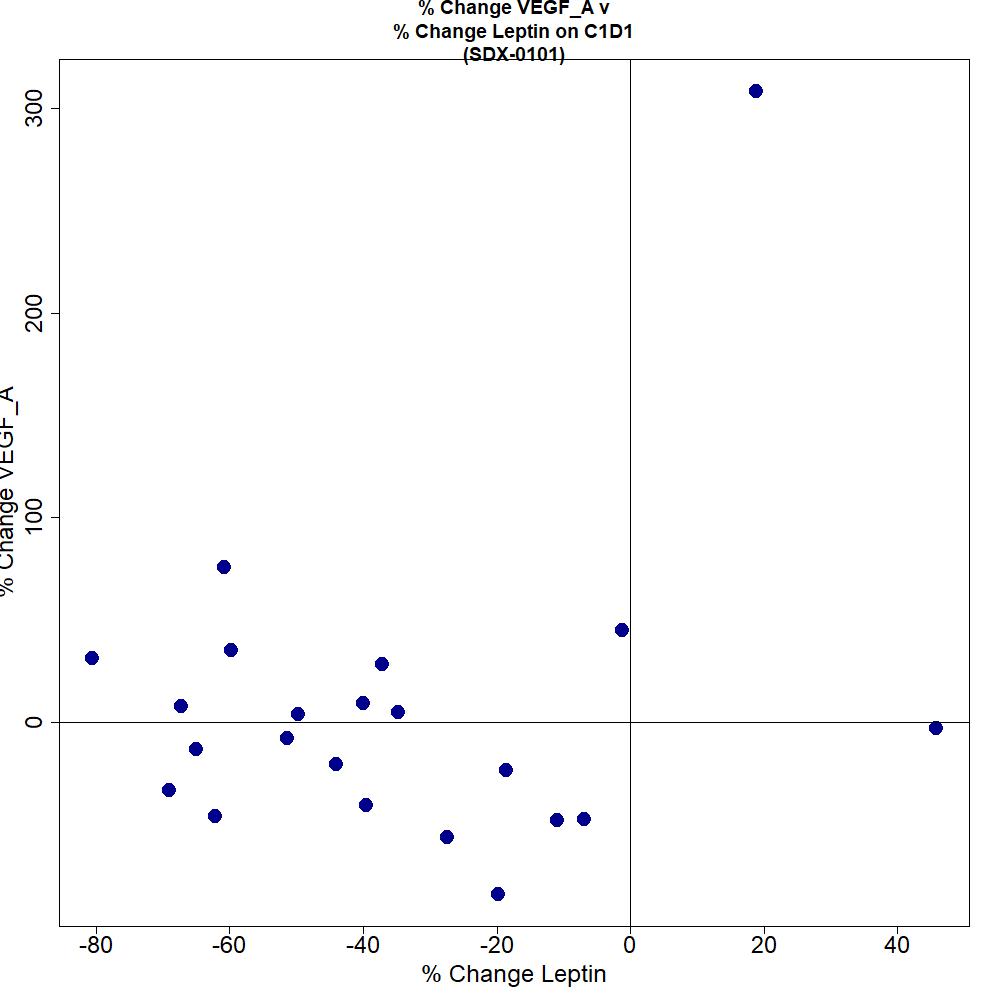 % Change VEGF_A v
% Change Leptin on C1D1
(SDX-0101)
% Change VEGF_A
300
200
100
0
-80 -60 -40 -20 0 20 40
% Change Leptin